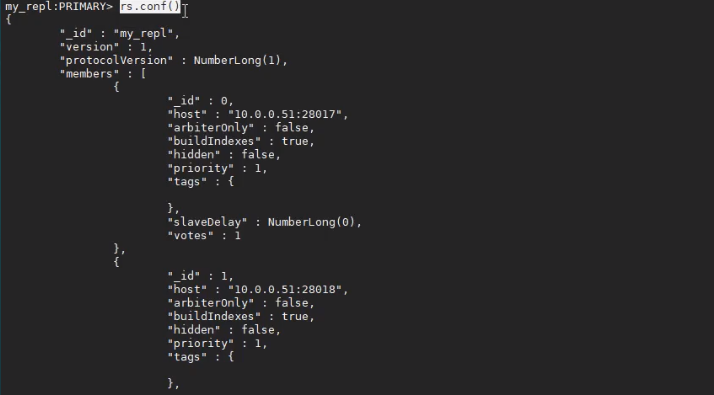 my_repl:PRIMARY> rs.conf()
{
        "_id" : "my_repl",
        "version" : 1,
        "protocolVersion" : NumberLong(1),
        "members" : [
                {
                        "_id" : 0,
                        "host" : "10.0.0.51:28017",
                        "arbiterOnly" : false,
                        "buildIndexes" : true,
                        "hidden" : false,
                        "priority" : 1,
                        "tags" : {

                        },
                        "slaveDelay" : NumberLong(0),
                        "votes" : 1
                },
                {
                        "_id" : 1,
                        "host" : "10.0.0.51:28018",
                        "arbiterOnly" : false,
                        "buildIndexes" : true,
                        "hidden" : false,
                        "priority" : 1,
                        "tags" : {

                        },